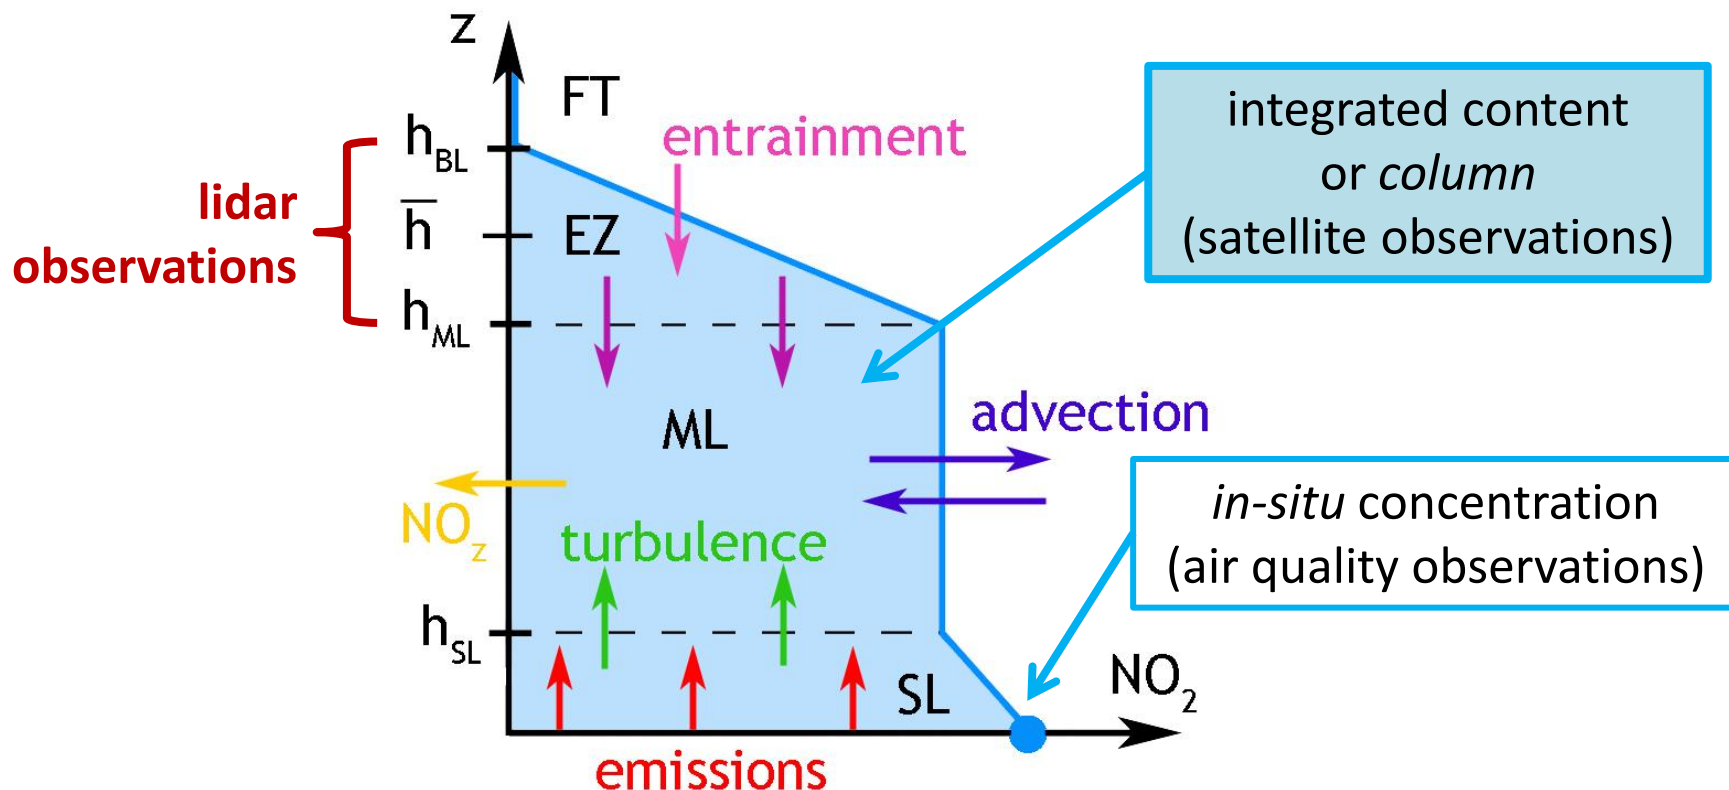 z
FT
h_BL
entrainment
lidar
observations
h̅
EZ
h_ML
integrated content
or column
(satellite observations)
ML
advection
NO_z
turbulence
in-situ concentration
(air quality observations)
h_SL
SL
NO₂
emissions